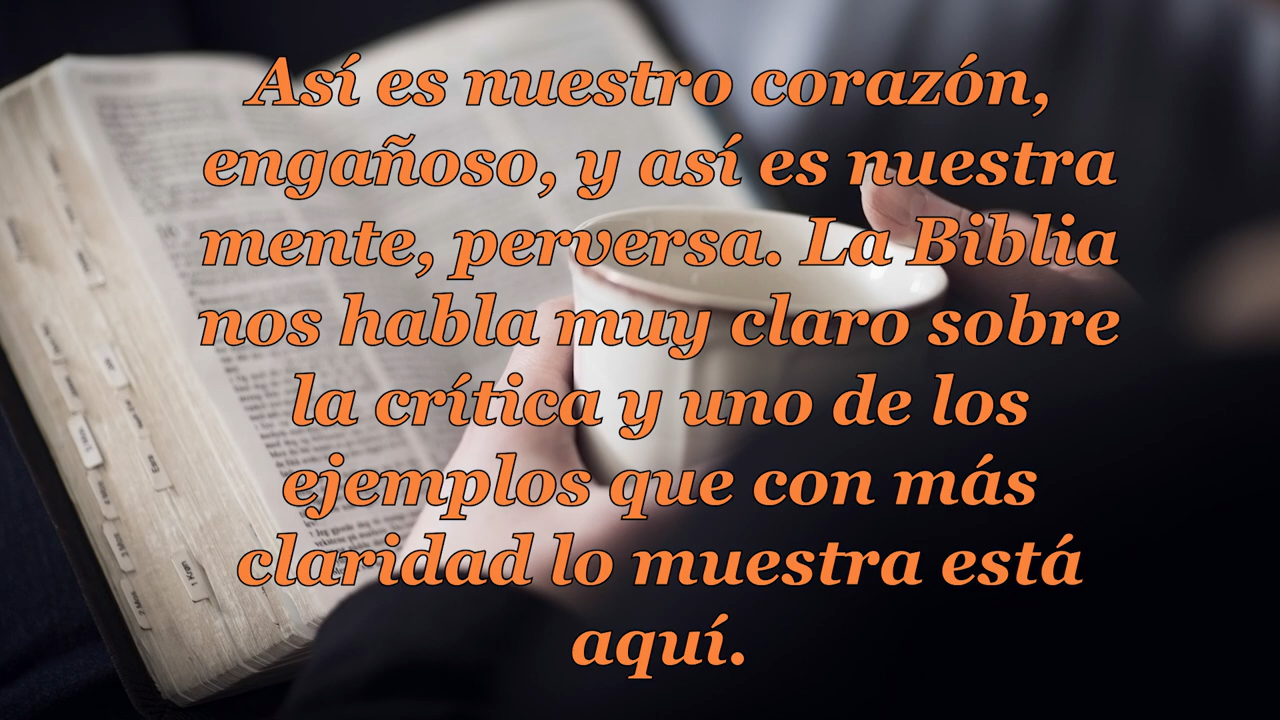 Así es nuestro corazón,
engañoso, y así es nuestra
mente, perversa. La Biblia
nos habla muy claro sobre
la crítica y uno de los
ejemplos que con más
claridad lo muestra está
aquí.